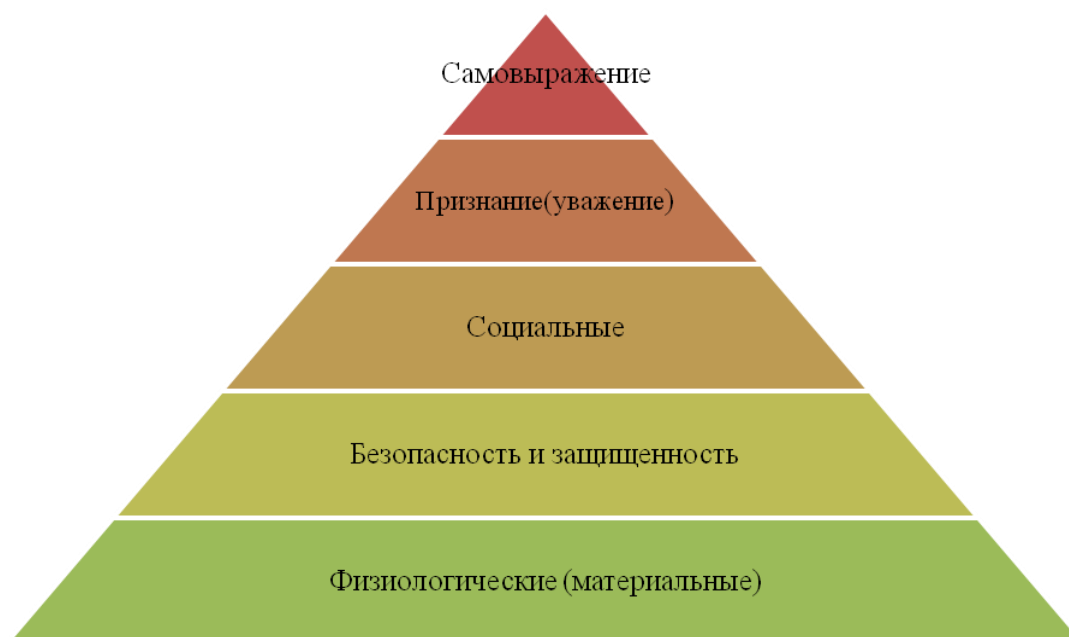 Самовыражение
Признание(уважение)
Социальные
Безопасность и защищенность
Физиологические (материальные)